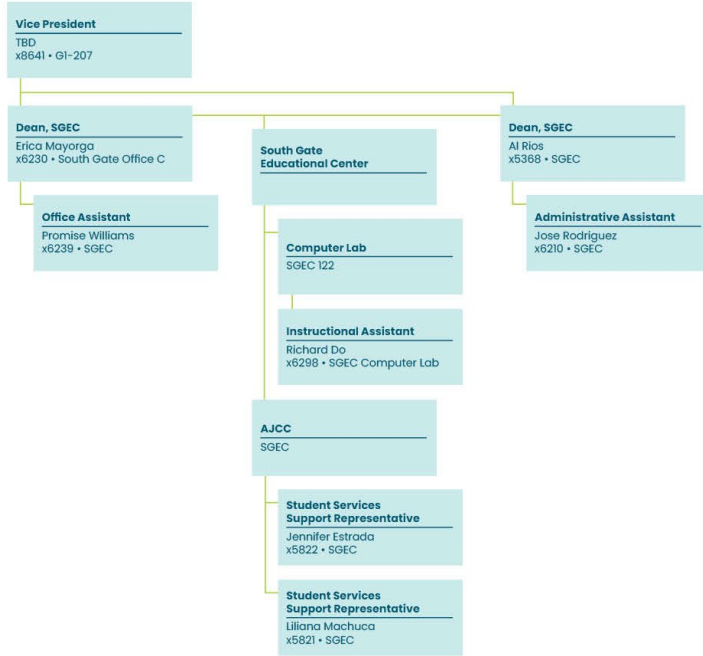 Vice President
TBD
x8641 • G1-207
Dean, SGEC
Erica Mayorga
x6230 • South Gate Office C
Office Assistant
Promise Williams
x6239 • SGEC
South Gate
Educational Center
Computer Lab
SGEC 122
Instructional Assistant
Richard Do
x6298 • SGEC Computer Lab
AJCC
SGEC
Student Services
Support Representative
Jennifer Estrada
x5822 • SGEC
Student Services
Support Representative
Liliana Machuca
x5821 • SGEC
Dean, SGEC
Al Rios
x5368 • SGEC
Administrative Assistant
Jose Rodriguez
x6210 • SGEC